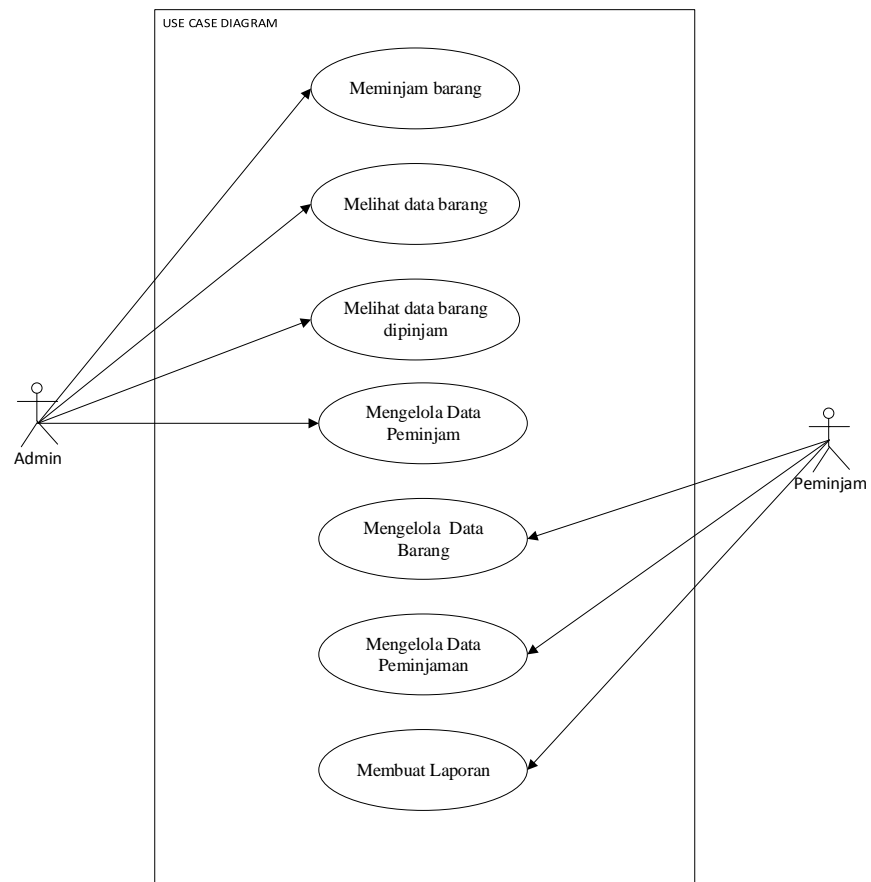 USE CASE DIAGRAM
Meminjam barang
Melihat data barang
Melihat data barang
dipinjam
Mengelola Data
Peminjam
Admin
Peminjam
Mengelola  Data
Barang
Mengelola Data
Peminjaman
Membuat Laporan